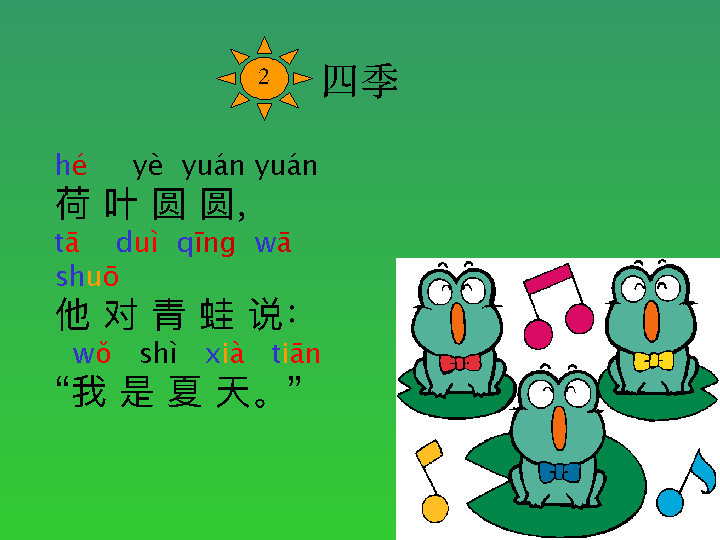 2 四季
hé yè yuán yuán
荷 叶 圆 圆，
tā duì qīng wā
shuō
他 对 青 蛙 说：
wǒ shì xià tiān
“我 是 夏 天。”